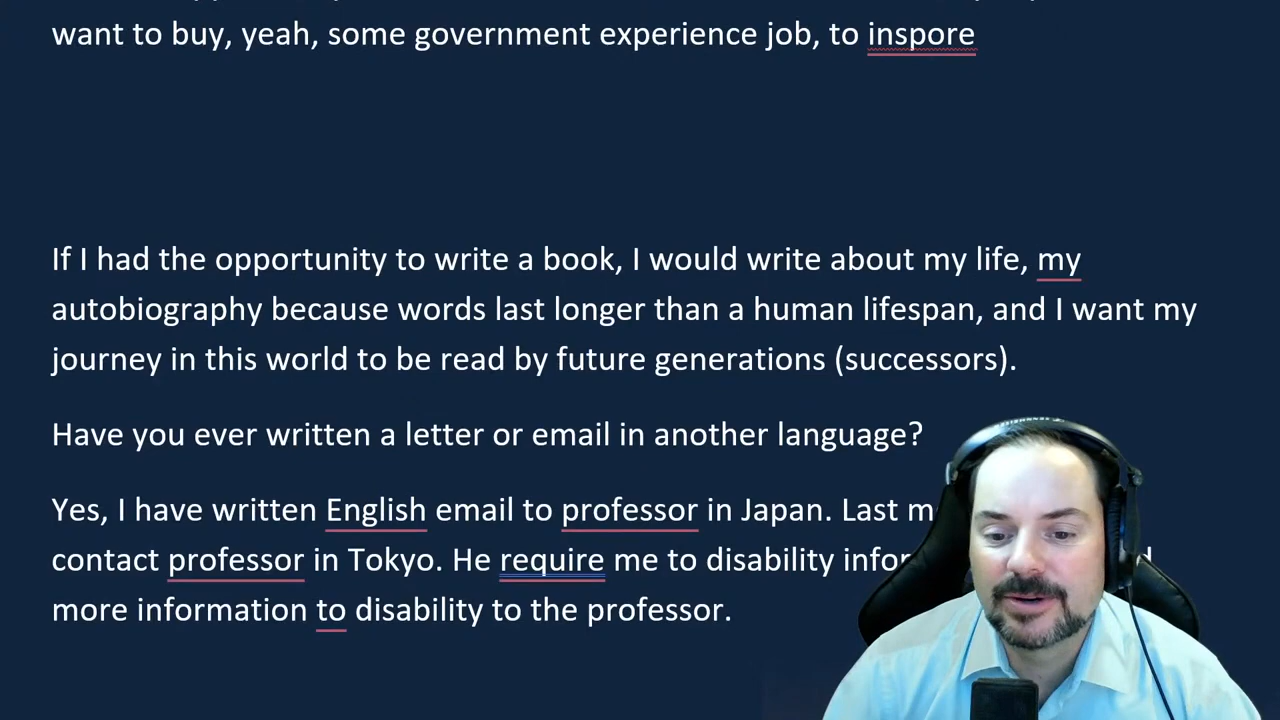 want to buy, yeah, some government experience job, to inspore
If I had the opportunity to write a book, I would write about my life, my
autobiography because words last longer than a human lifespan, and I want my
journey in this world to be read by future generations (successors).
Have you ever written a letter or email in another language?
Yes, I have written English email to professor in Japan. Last
contact professor in Tokyo. He require me to disability
more information to disability to the professor.